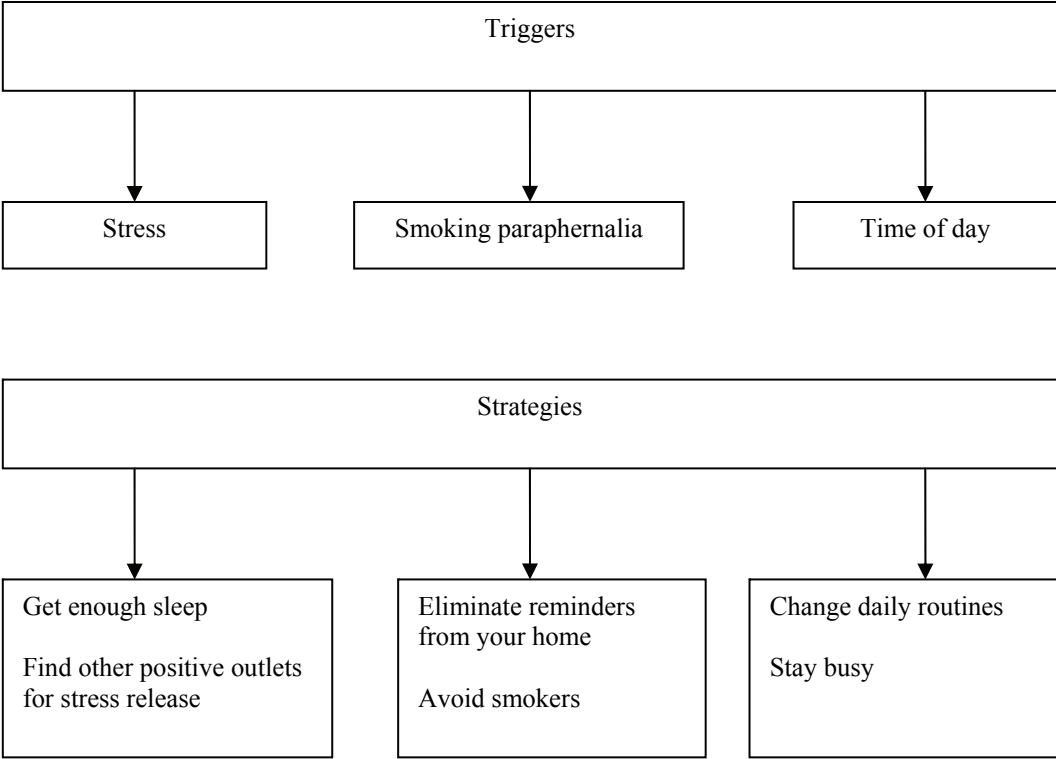 Triggers
Stress
Smoking paraphernalia
Time of day
Strategies
Get enough sleep
Find other positive outlets
for stress release
Eliminate reminders
from your home
Avoid smokers
Change daily routines
Stay busy